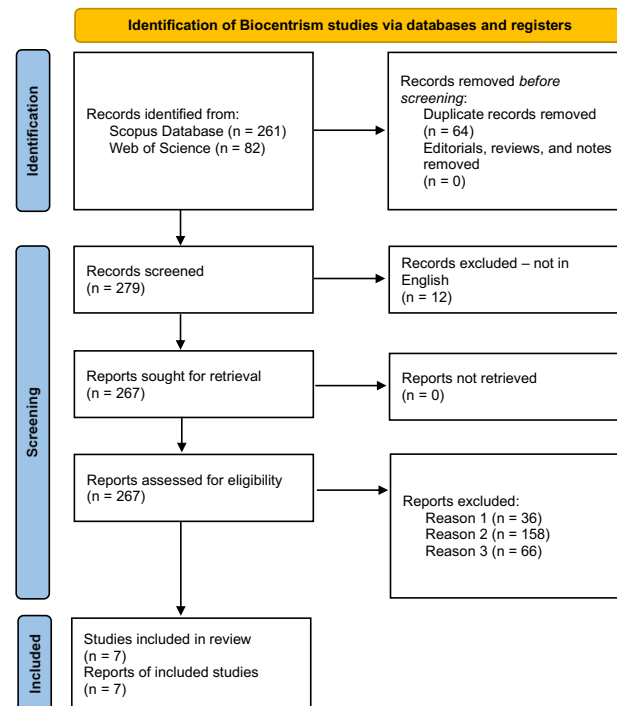 Identification of Biocentrism studies via databases and registers
Identification
Records identified from:
Scopus Database (n = 261)
Web of Science (n = 82)
Records removed before
screening:
Duplicate records removed
(n = 64)
Editorials, reviews, and notes
removed
(n = 0)
Screening
Records screened
(n = 279)
Records excluded – not in
English
(n = 12)
Reports sought for retrieval
(n = 267)
Reports not retrieved
(n = 0)
Reports assessed for eligibility
(n = 267)
Reports excluded:
Reason 1 (n = 36)
Reason 2 (n = 158)
Reason 3 (n = 66)
Included
Studies included in review
(n = 7)
Reports of included studies
(n = 7)